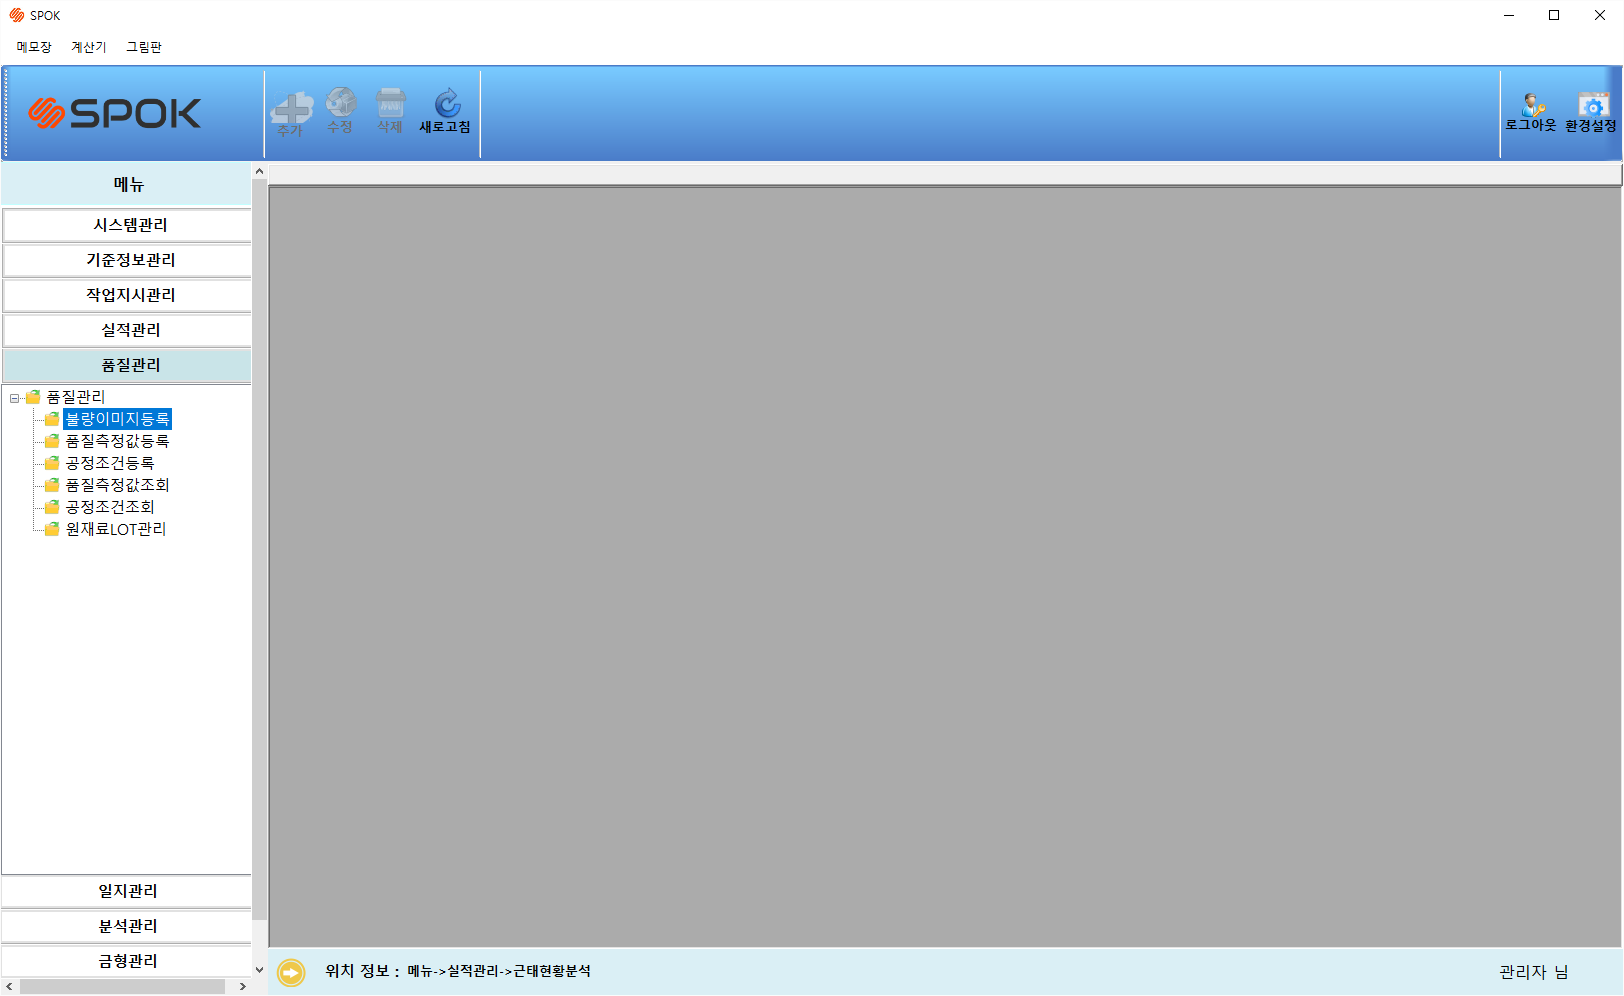 SPOK
메모장 계산기 그림판
SPOK
추가 수정 삭제 새로고침
로그아웃 환경설정
메뉴
시스템관리
기준정보관리
작업지시관리
실적관리
품질관리
품질관리
불량이미지등록
품질측정값등록
공정조건등록
품질측정값조회
공정조건조회
원재료LOT관리
일지관리
분석관리
금형관리
위치 정보 : 메뉴->실적관리->근태현황분석
관리자 님